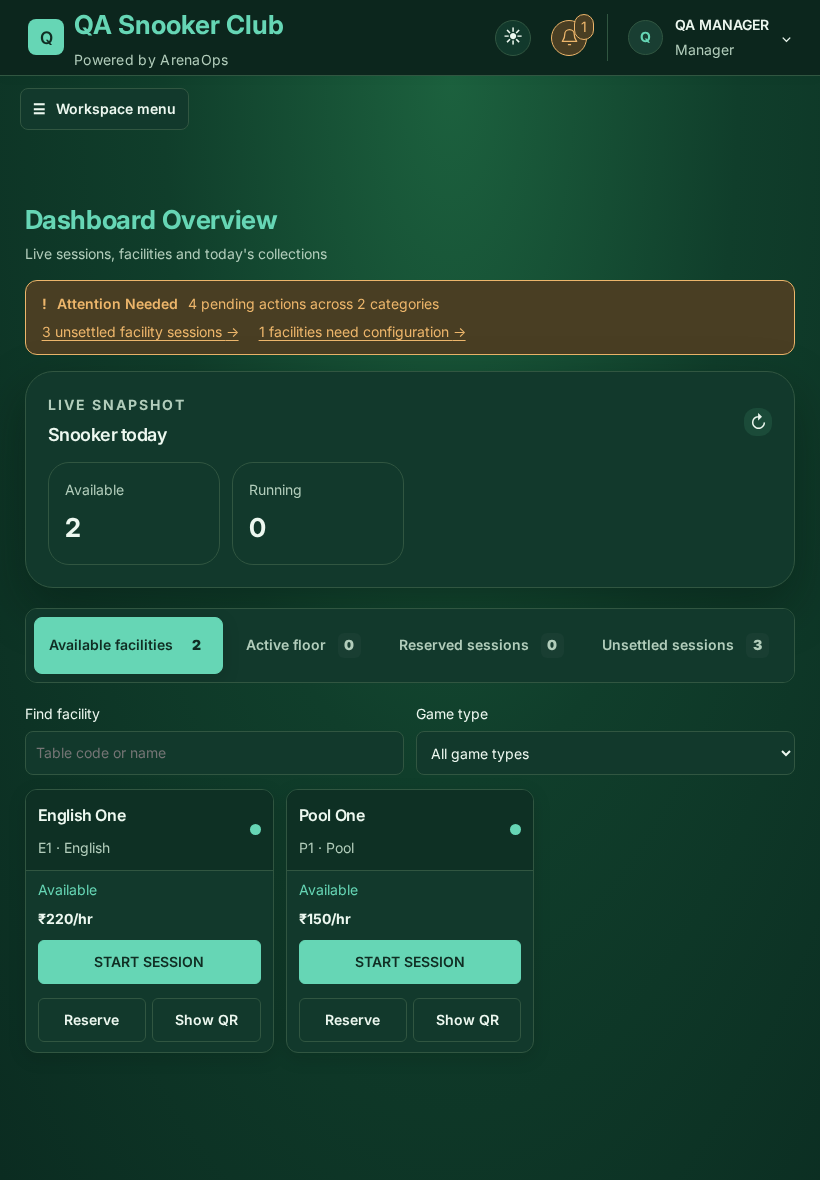 Q
QA Snooker Club
Powered by ArenaOps
1
Q
QA MANAGER
Manager
☰ Workspace menu
Dashboard Overview
Live sessions, facilities and today's collections
! Attention Needed 4 pending actions across 2 categories
3 unsettled facility sessions → 1 facilities need configuration →
LIVE SNAPSHOT
Snooker today
Available
2
Running
0
Available facilities 2
Active floor 0
Reserved sessions 0
Unsettled sessions 3
Find facility
Table code or name
Game type
All game types
English One
E1 · English
Available
₹220/hr
START SESSION
Reserve
Show QR
Pool One
P1 · Pool
Available
₹150/hr
START SESSION
Reserve
Show QR